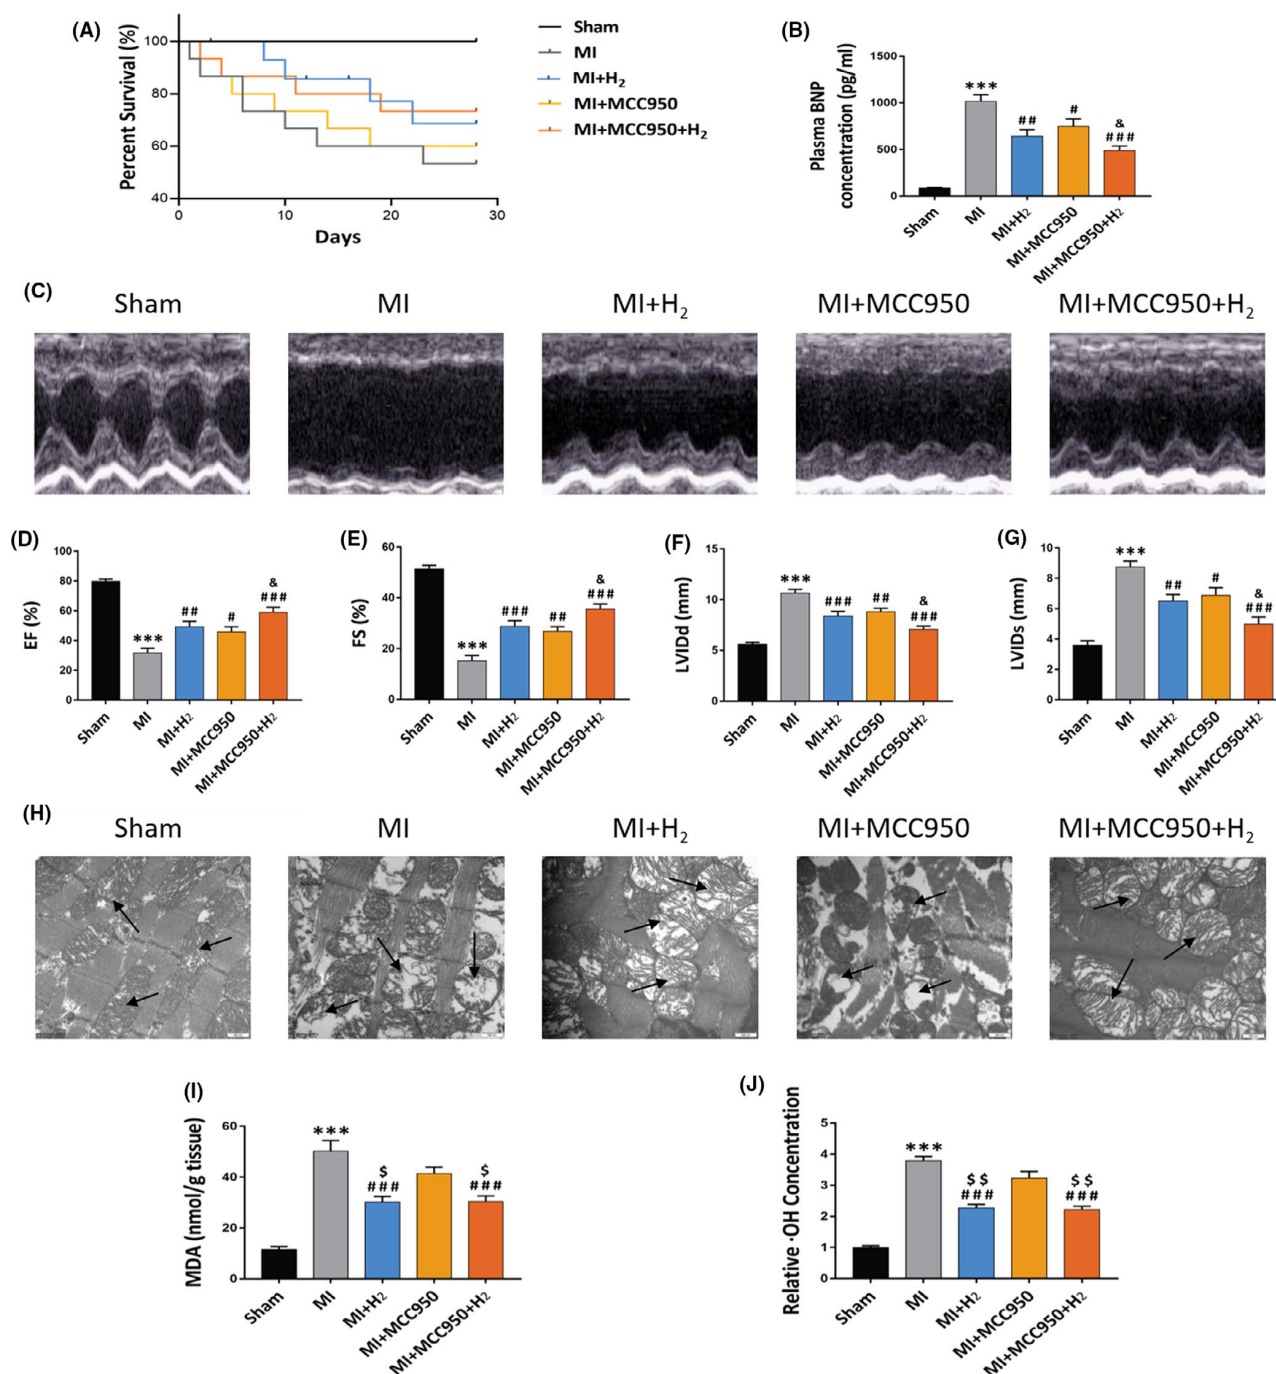 (A)
Percent Survival (%)
100
80
60
40
0
10
20
30
Days
Sham
MI
MI+H₂
MI+MCC950
MI+MCC950+H₂
(B)
Plasma BNP
concentration (pg/ml)
1500
1000
500
0
***
##
#
&
###
Sham
MI
MI+H2
MI+MCC950
MI+MCC950+H2
(C)
Sham
MI
MI+H₂
MI+MCC950
MI+MCC950+H₂
(D)
EF (%)
100
80
60
40
20
0
***
##
#
&
###
Sham
MI
MI+H2
MI+MCC950
MI+MCC950+H2
(E)
FS (%)
60
40
20
0
***
###
##
&
###
Sham
MI
MI+H2
MI+MCC950
MI+MCC950+H2
(F)
LVIDd (mm)
15
10
5
0
***
###
##
&
###
Sham
MI
MI+H2
MI+MCC950
MI+MCC950+H2
(G)
LVIDs (mm)
10
8
6
4
2
0
***
##
#
&
###
Sham
MI
MI+H2
MI+MCC950
MI+MCC950+H2
(H)
Sham
MI
MI+H₂
MI+MCC950
MI+MCC950+H₂
(I)
MDA (nmol/g tissue)
60
40
20
0
***
$
###
$
###
Sham
MI
MI+H2
MI+MCC950
MI+MCC950+H2
(J)
Relative ·OH Concentration
5
4
3
2
1
0
***
$$
###
$$
###
Sham
MI
MI+H2
MI+MCC950
MI+MCC950+H2